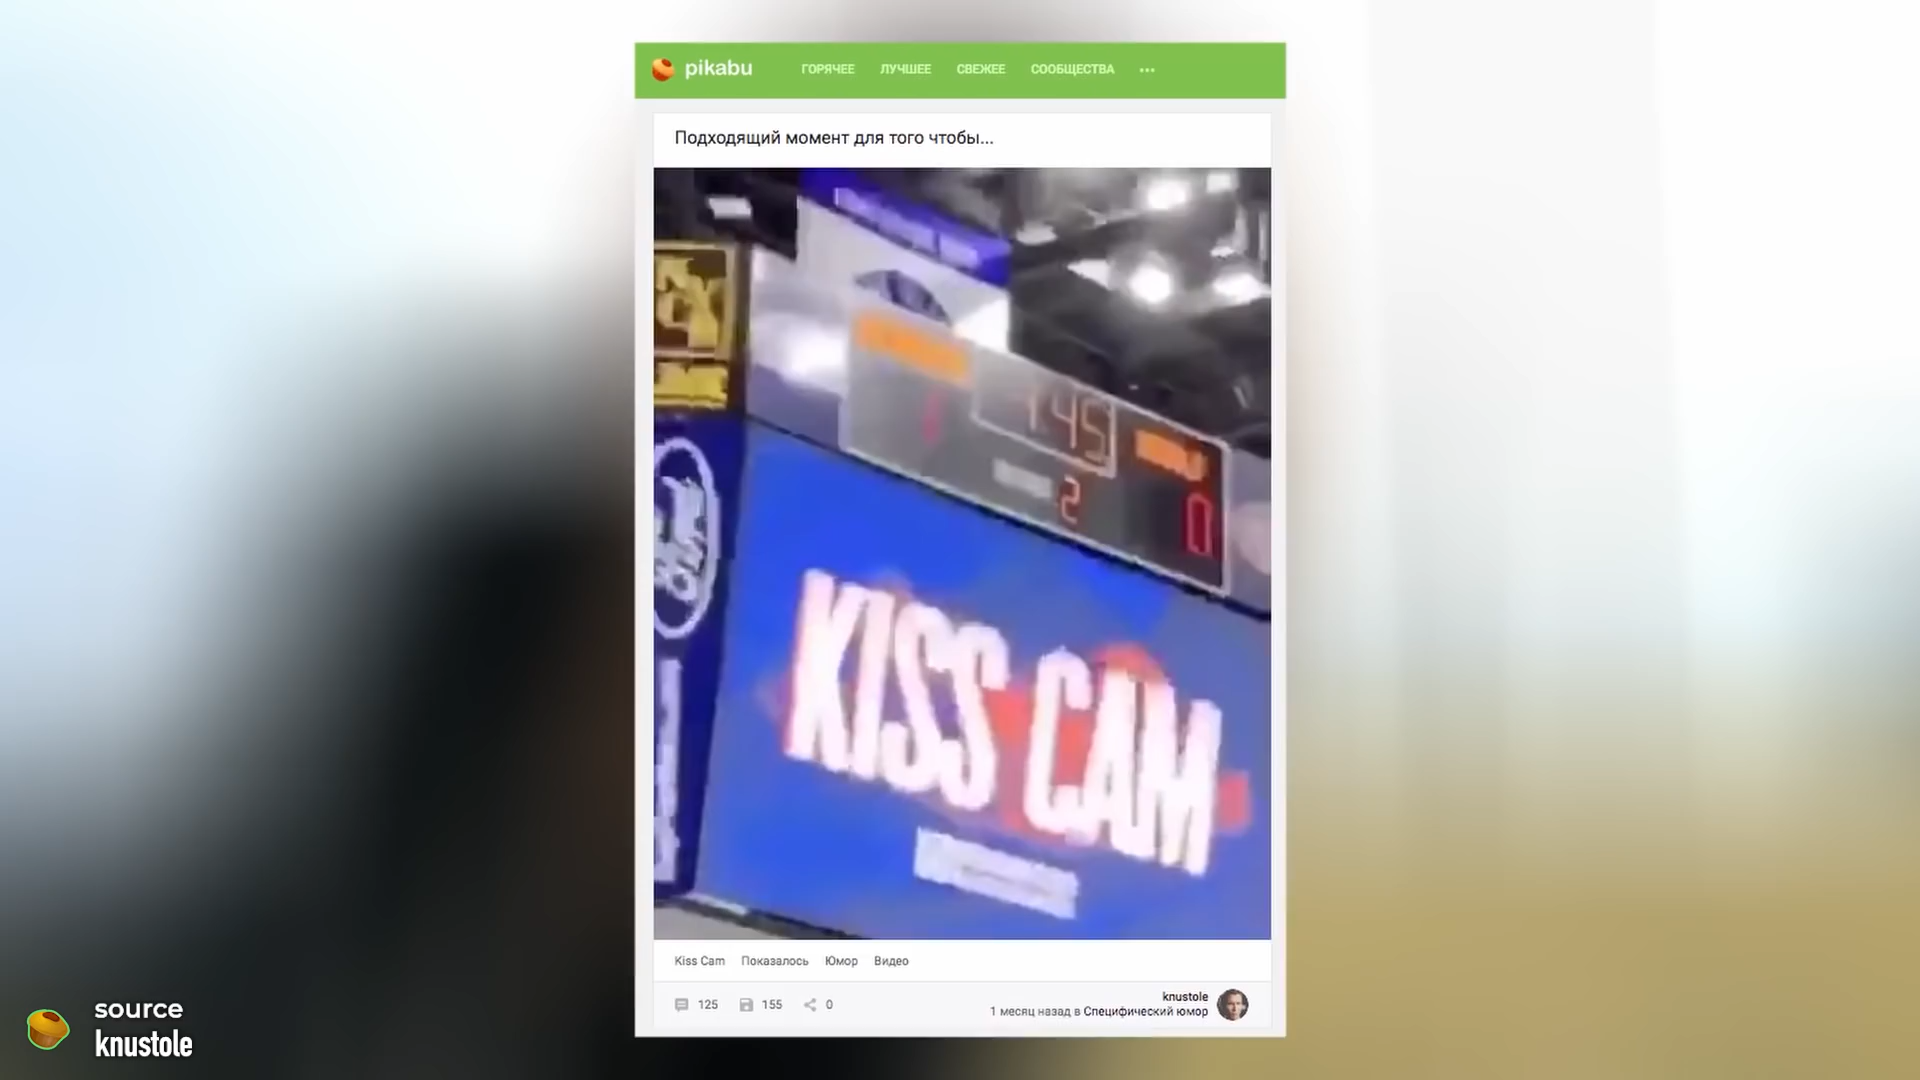 pikabu
ГОРЯЧЕЕ ЛУЧШЕЕ СВЕЖЕЕ СООБЩЕСТВА
Подходящий момент для того чтобы...
1:45
2
0
KISS CAM
Kiss Cam Показалось Юмор Видео
125 155 0
knustole
1 месяц назад в Специфический юмор
source
knustole